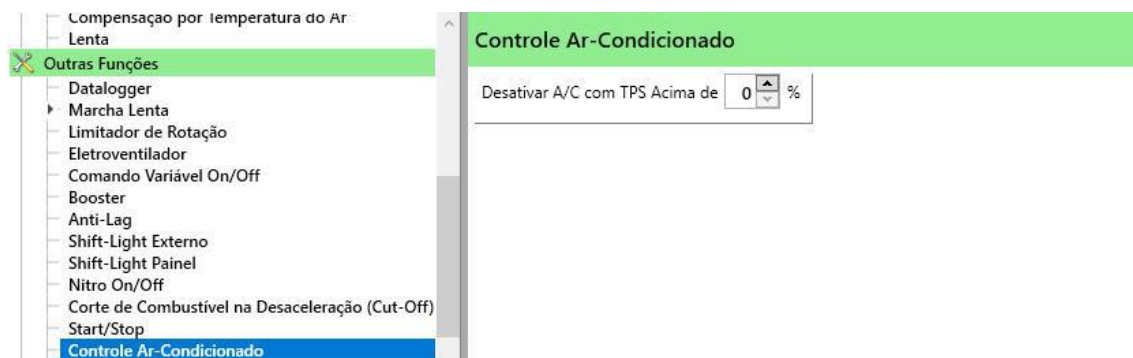 Compensação por Temperatura do Ar
Lenta
Outras Funções
Datalogger
Marcha Lenta
Limitador de Rotação
Eletroventilador
Comando Variável On/Off
Booster
Anti-Lag
Shift-Light Externo
Shift-Light Painel
Nitro On/Off
Corte de Combustível na Desaceleração (Cut-Off)
Start/Stop
Controle Ar-Condicionado
Controle Ar-Condicionado
Desativar A/C com TPS Acima de 0 %